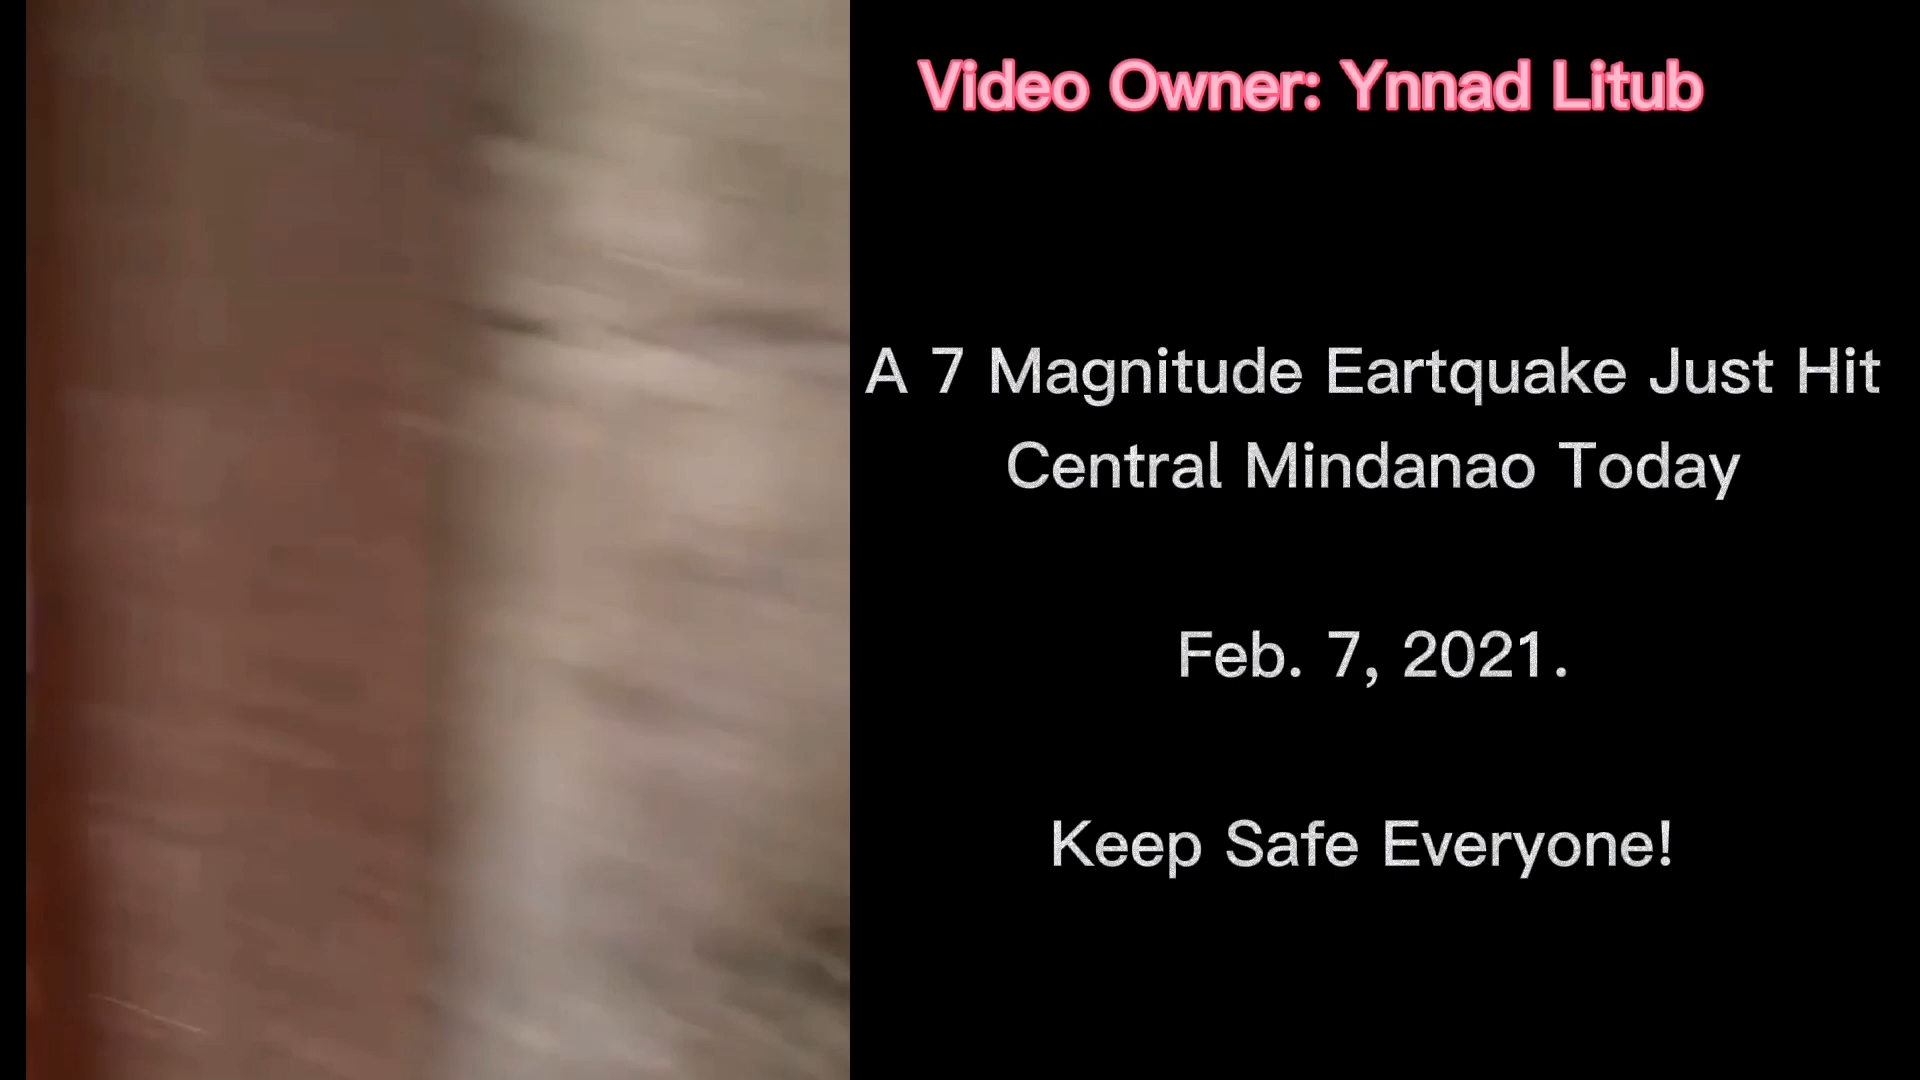 Video Owner: Ynnad Litub
A 7 Magnitude Eartquake Just Hit
Central Mindanao Today
Feb. 7, 2021.
Keep Safe Everyone!